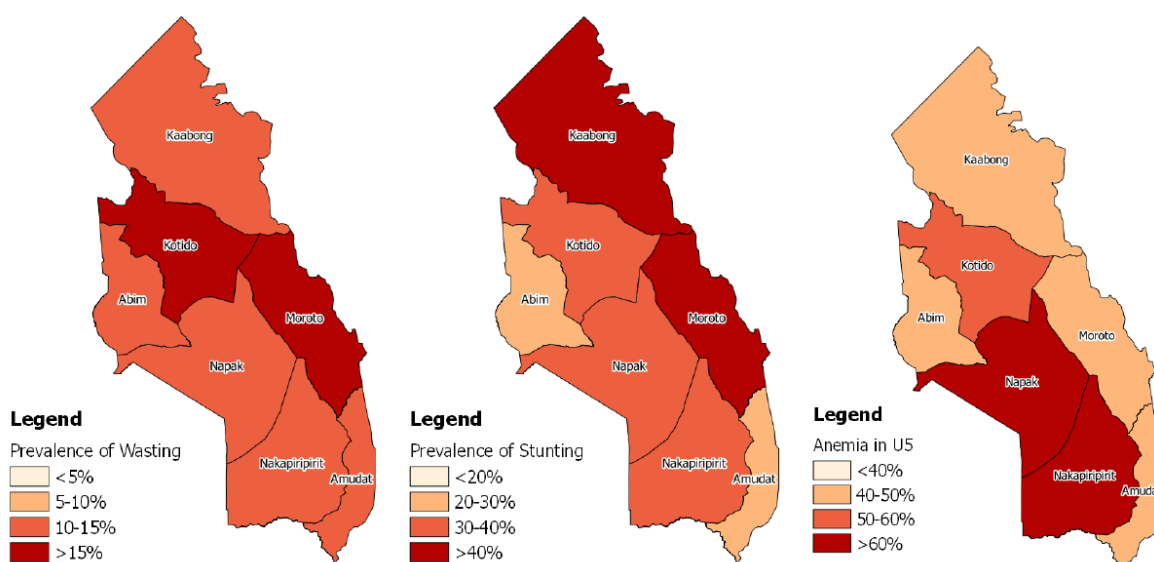 Kaabong
Kotido
Abim
Moroto
Napak
Nakapiripirit
Amudat
Legend
Prevalence of Wasting
<5%
5-10%
10-15%
>15%
Kaabong
Kotido
Abim
Moroto
Napak
Nakapiripirit
Amudat
Legend
Prevalence of Stunting
<20%
20-30%
30-40%
>40%
Kaabong
Kotido
Abim
Moroto
Napak
Nakapiripirit
Amudat
Legend
Anemia in U5
<40%
40-50%
50-60%
>60%